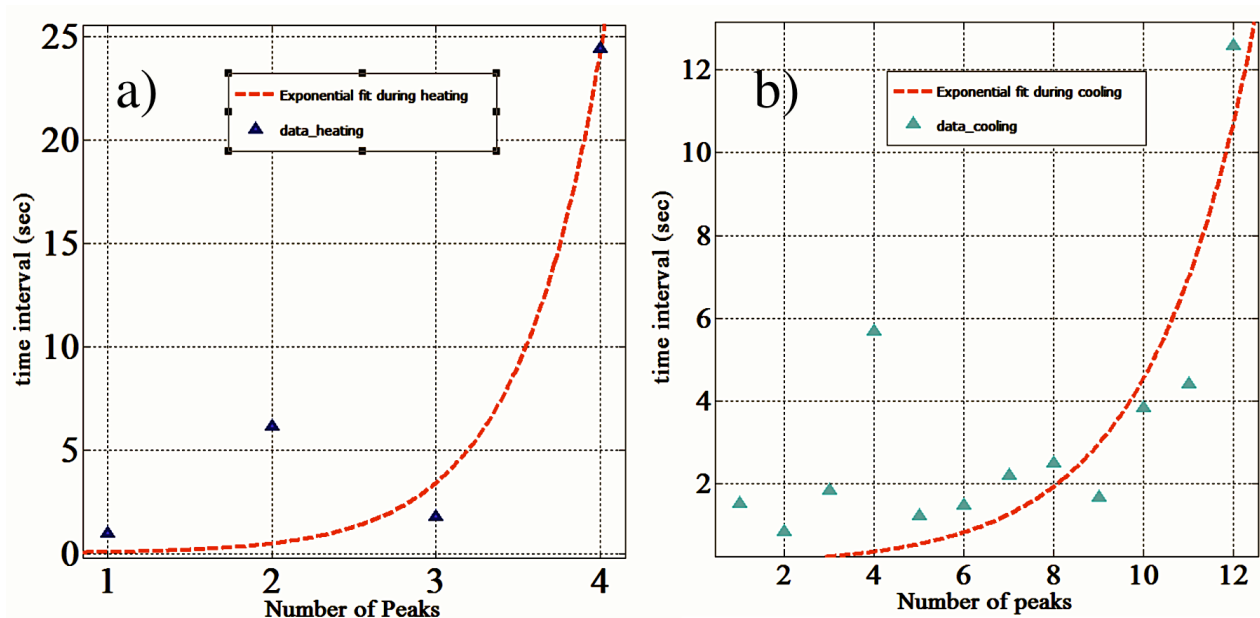 a)
Exponential fit during heating
data_heating
25
20
15
10
5
0
time interval (sec)
1 2 3 4
Number of Peaks
b)
Exponential fit during cooling
data_cooling
12
10
8
6
4
2
time interval (sec)
2 4 6 8 10 12
Number of peaks